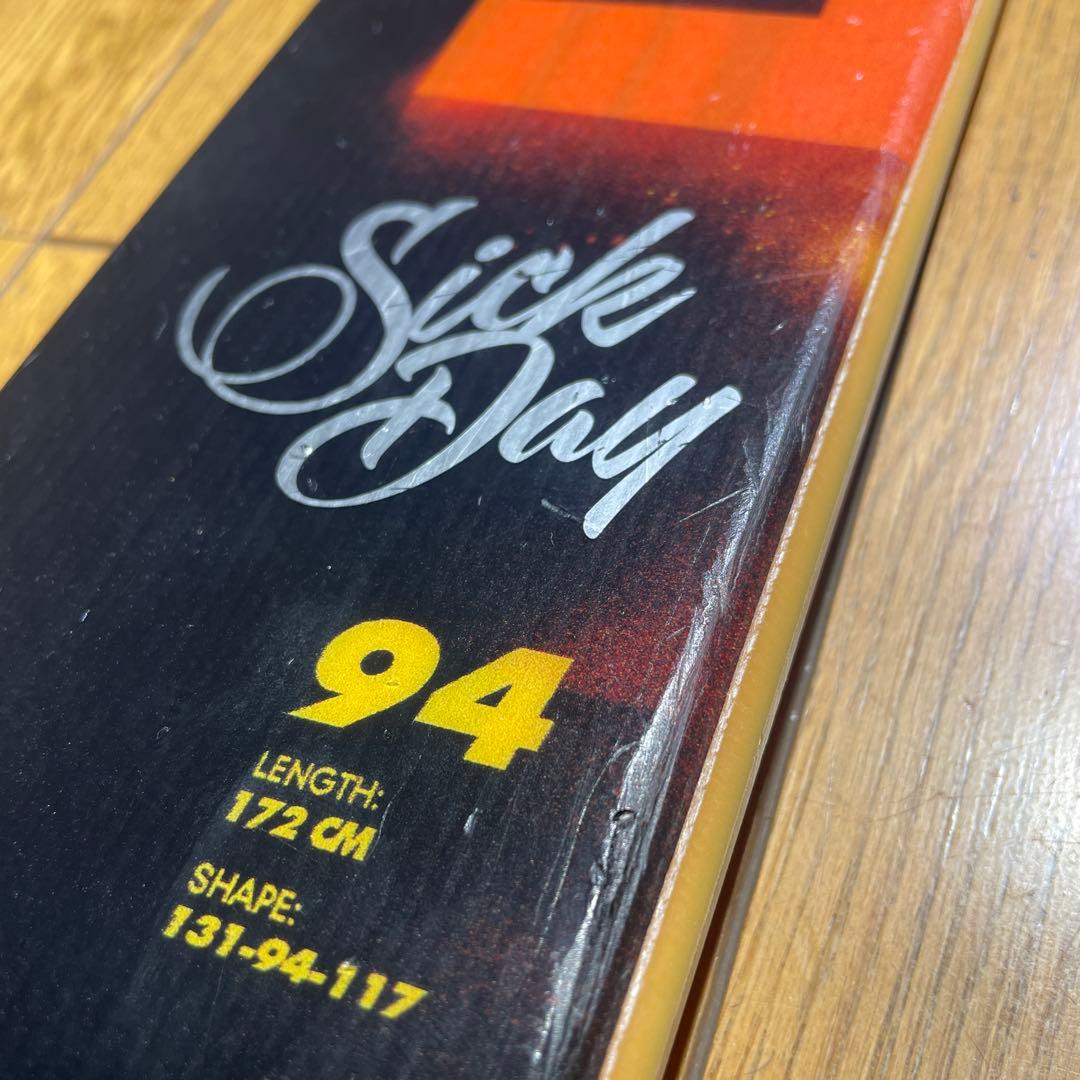 Sick
Day
94
LENGTH:
172 CM
SHAPE:
131-94-117